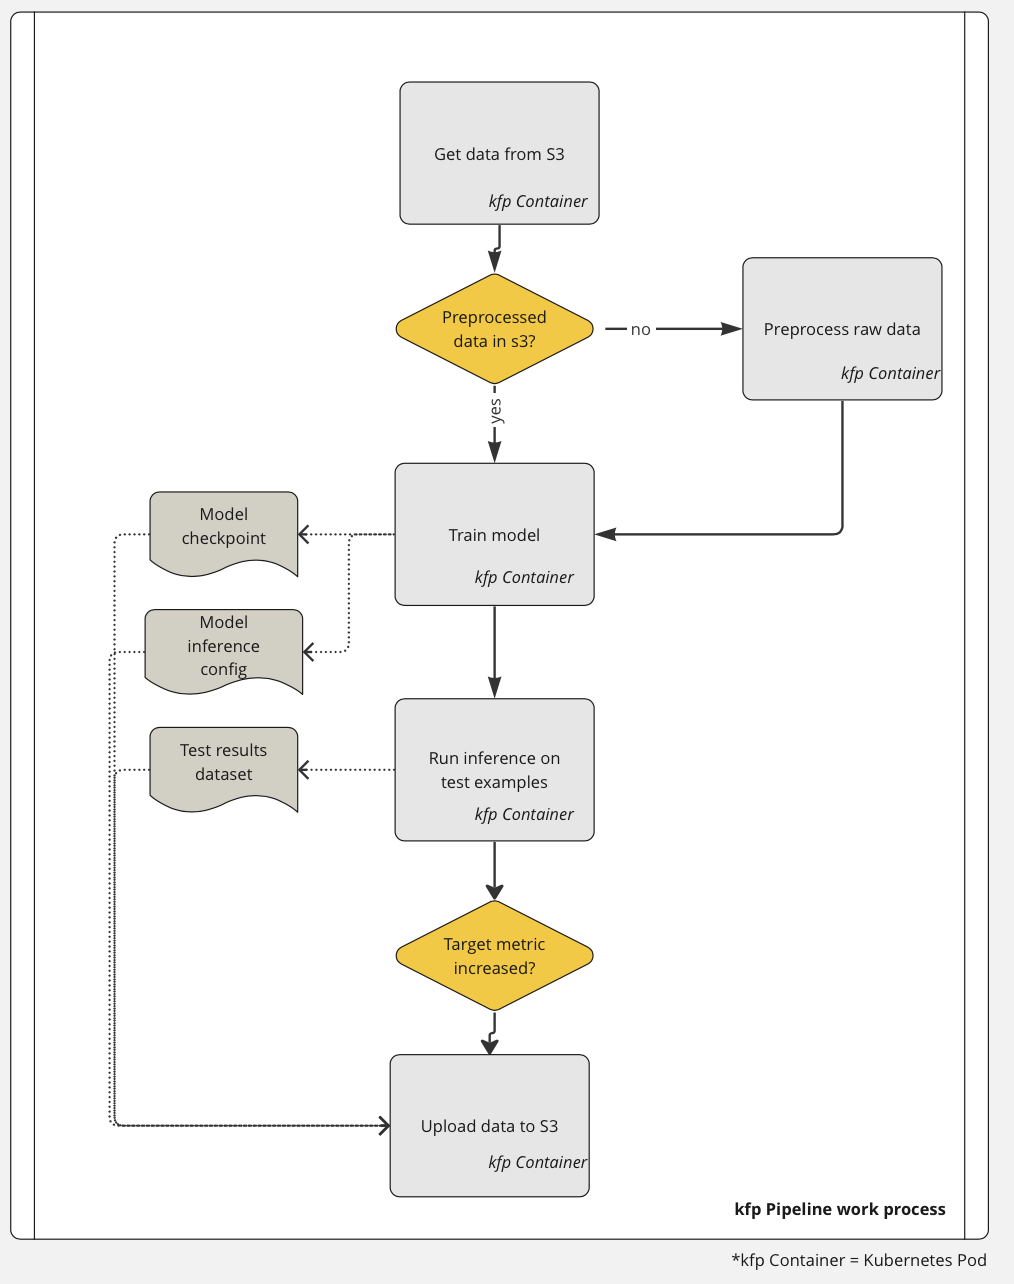 Get data from S3
kfp Container
Preprocessed
data in s3?
no
Preprocess raw data
kfp Container
yes
Model
checkpoint
Train model
kfp Container
Model
inference
config
Test results
dataset
Run inference on
test examples
kfp Container
Target metric
increased?
Upload data to S3
kfp Container
kfp Pipeline work process
*kfp Container = Kubernetes Pod